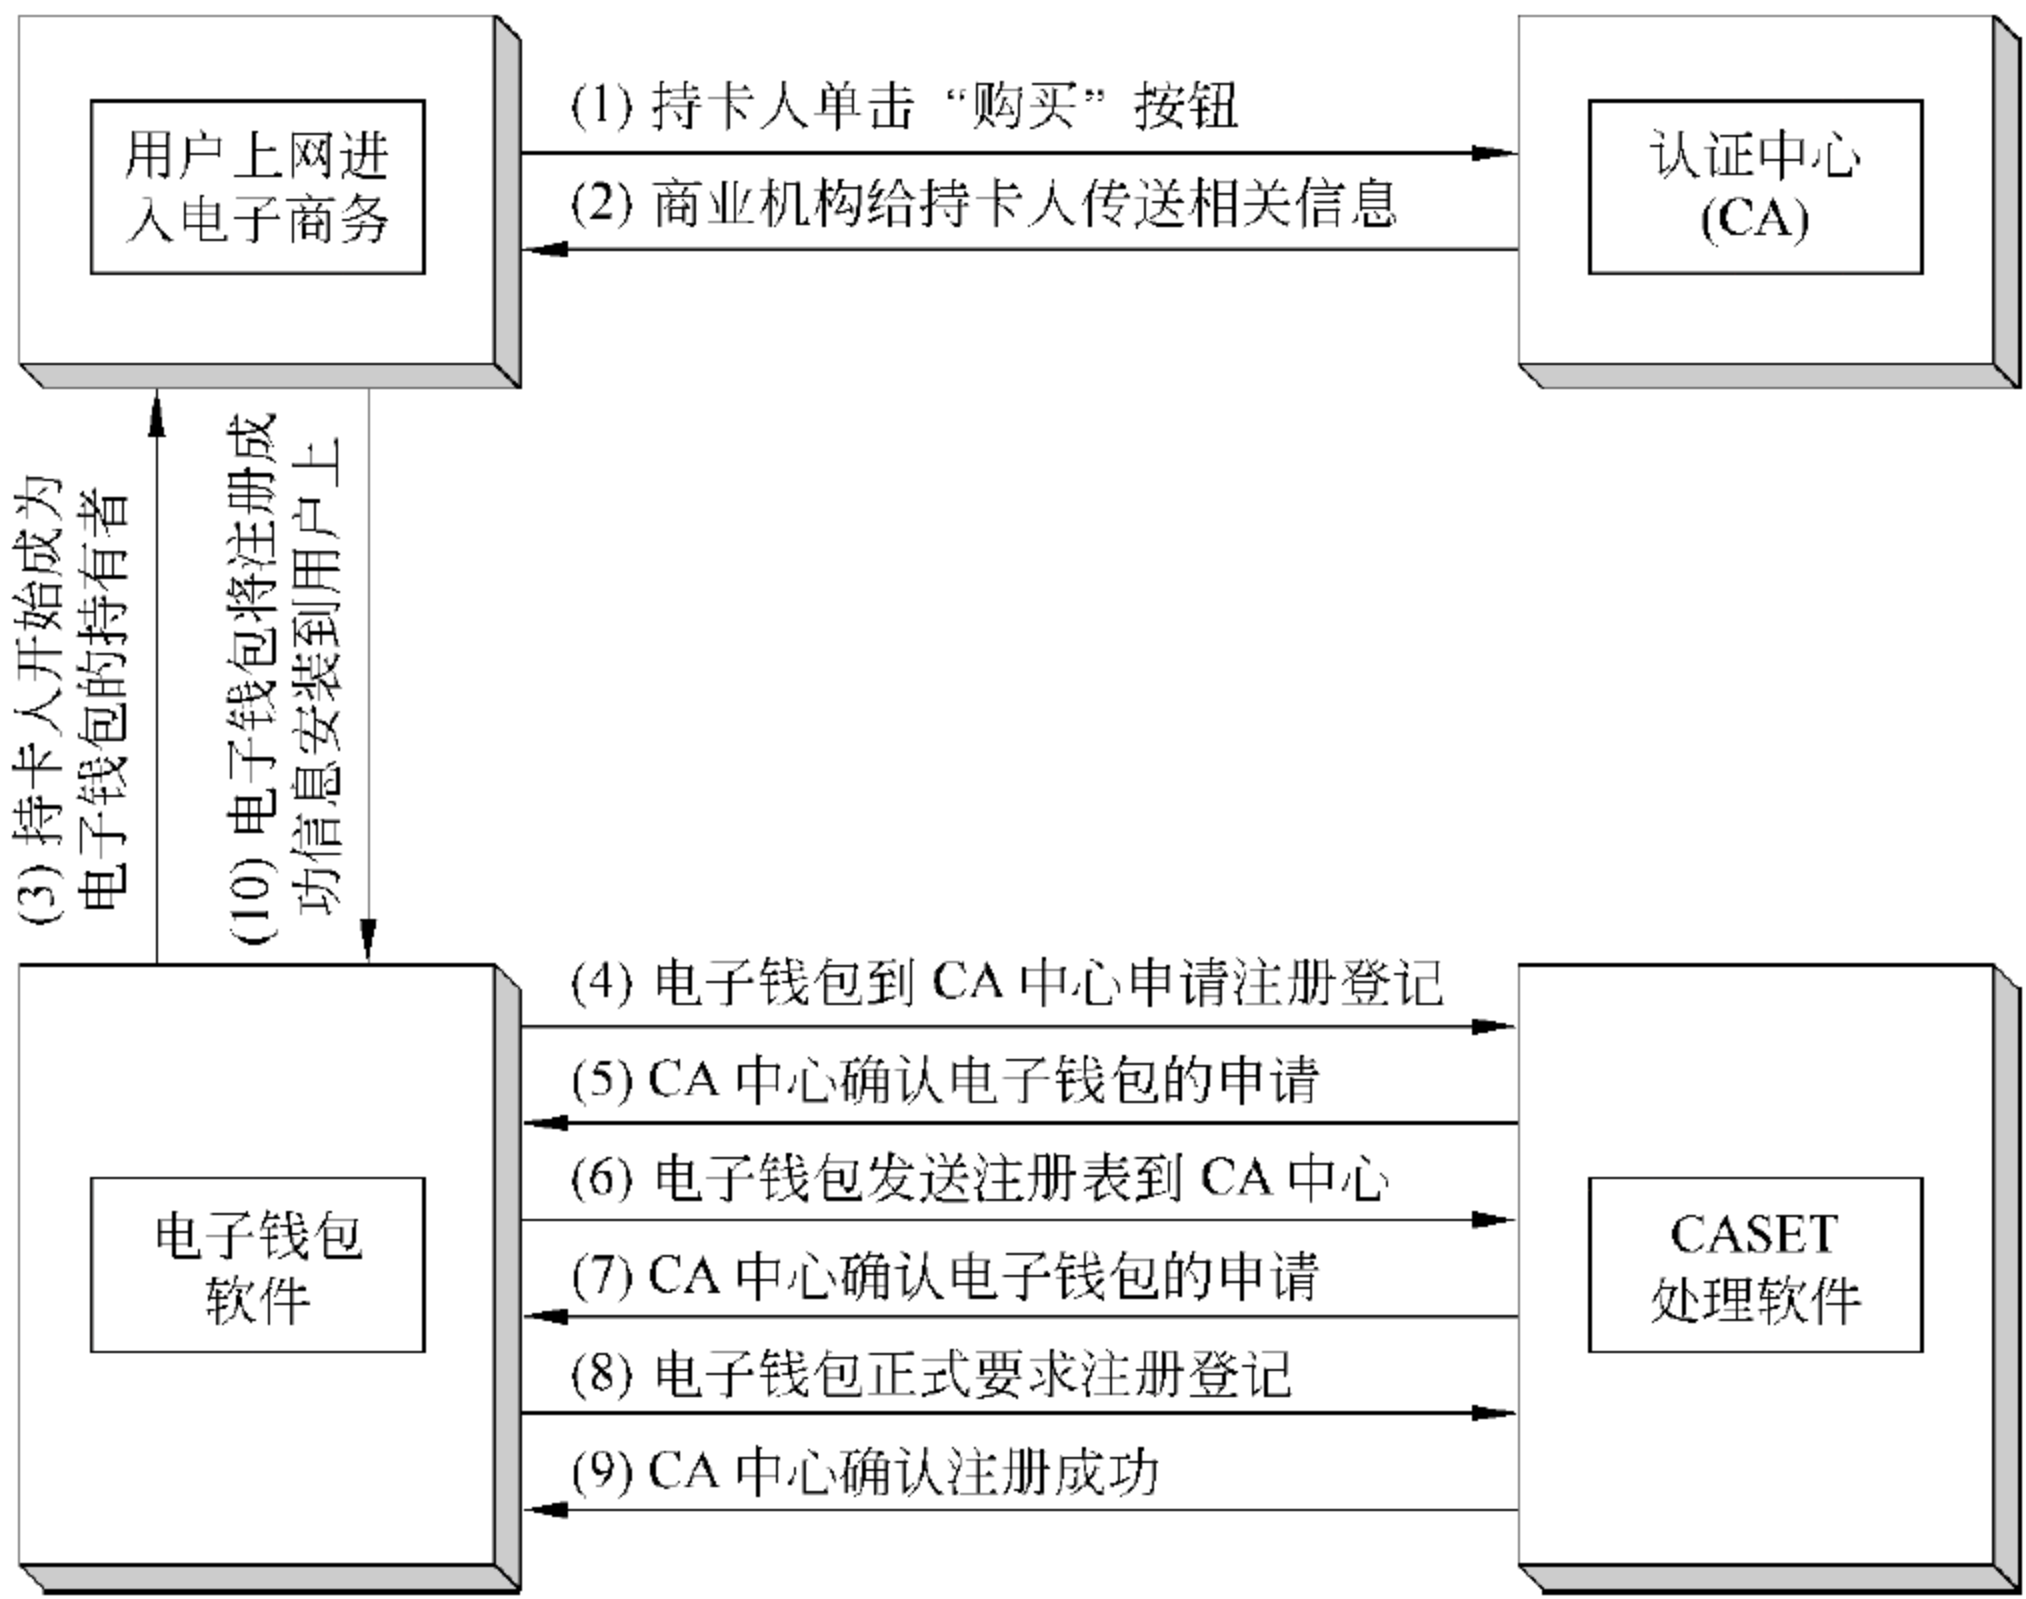 用户上网进
入电子商务
(1) 持卡人单击 “购买” 按钮
(2) 商业机构给持卡人传送相关信息
认证中心
(CA)
(3) 持卡人开始成为
电子钱包的持有者
(10) 电子钱包将注册成
功信息安装到用户上
(4) 电子钱包到 CA 中心申请注册登记
(5) CA 中心确认电子钱包的申请
(6) 电子钱包发送注册表到 CA 中心
(7) CA 中心确认电子钱包的申请
(8) 电子钱包正式要求注册登记
(9) CA 中心确认注册成功
电子钱包
软件
CASET
处理软件